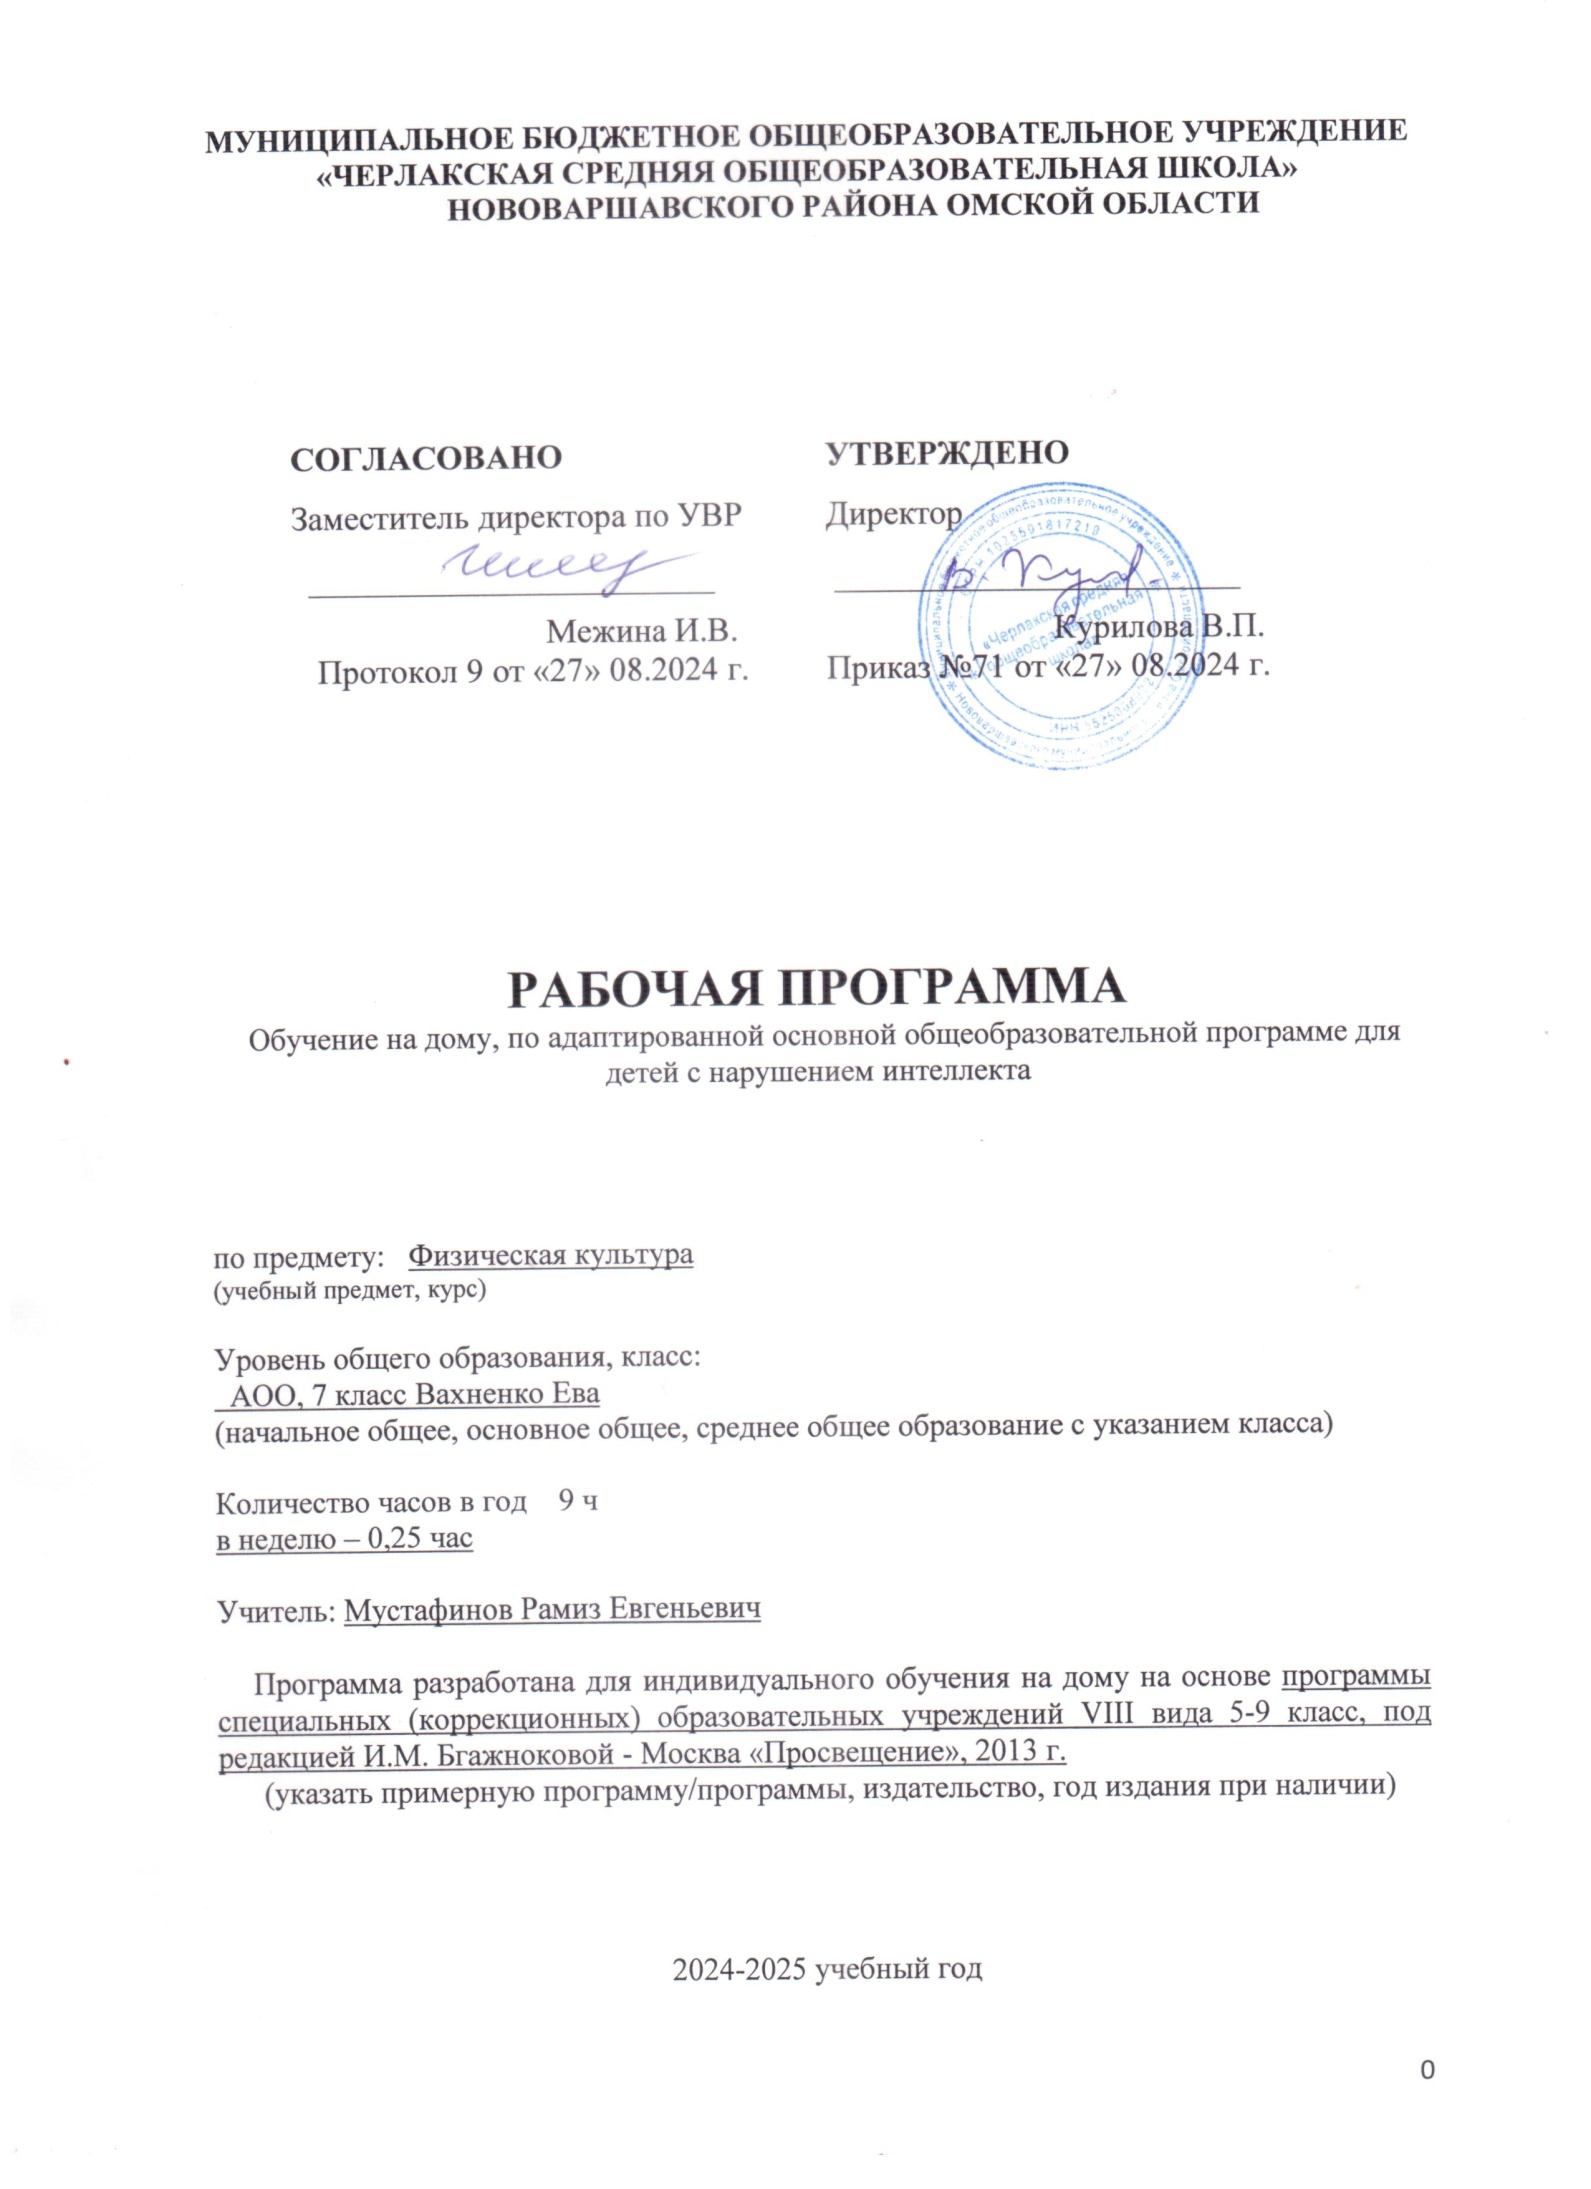 МУНИЦИПАЛЬНОЕ БЮДЖЕТНОЕ ОБЩЕОБРАЗОВАТЕЛЬНОЕ УЧРЕЖДЕНИЕ
«ЧЕРЛАКСКАЯ СРЕДНЯЯ ОБЩЕОБРАЗОВАТЕЛЬНАЯ ШКОЛА»
НОВОВАРШАВСКОГО РАЙОНА ОМСКОЙ ОБЛАСТИ
СОГЛАСОВАНО
Заместитель директора по УВР
Межина И.В.
Протокол 9 от «27» 08.2024 г.
УТВЕРЖДЕНО
Директор
Курилова В.П.
Приказ №71 от «27» 08.2024 г.
«Черлакская средняя
общеобразовательная
школа»
РАБОЧАЯ ПРОГРАММА
Обучение на дому, по адаптированной основной общеобразовательной программе для
детей с нарушением интеллекта
по предмету: Физическая культура
(учебный предмет, курс)
Уровень общего образования, класс:
АОО, 7 класс Вахненко Ева
(начальное общее, основное общее, среднее общее образование с указанием класса)
Количество часов в год 9 ч
в неделю – 0,25 час
Учитель: Мустафинов Рамиз Евгеньевич
Программа разработана для индивидуального обучения на дому на основе программы
специальных (коррекционных) образовательных учреждений VIII вида 5-9 класс, под
редакцией И.М. Бгажноковой - Москва «Просвещение», 2013 г.
(указать примерную программу/программы, издательство, год издания при наличии)
2024-2025 учебный год
0